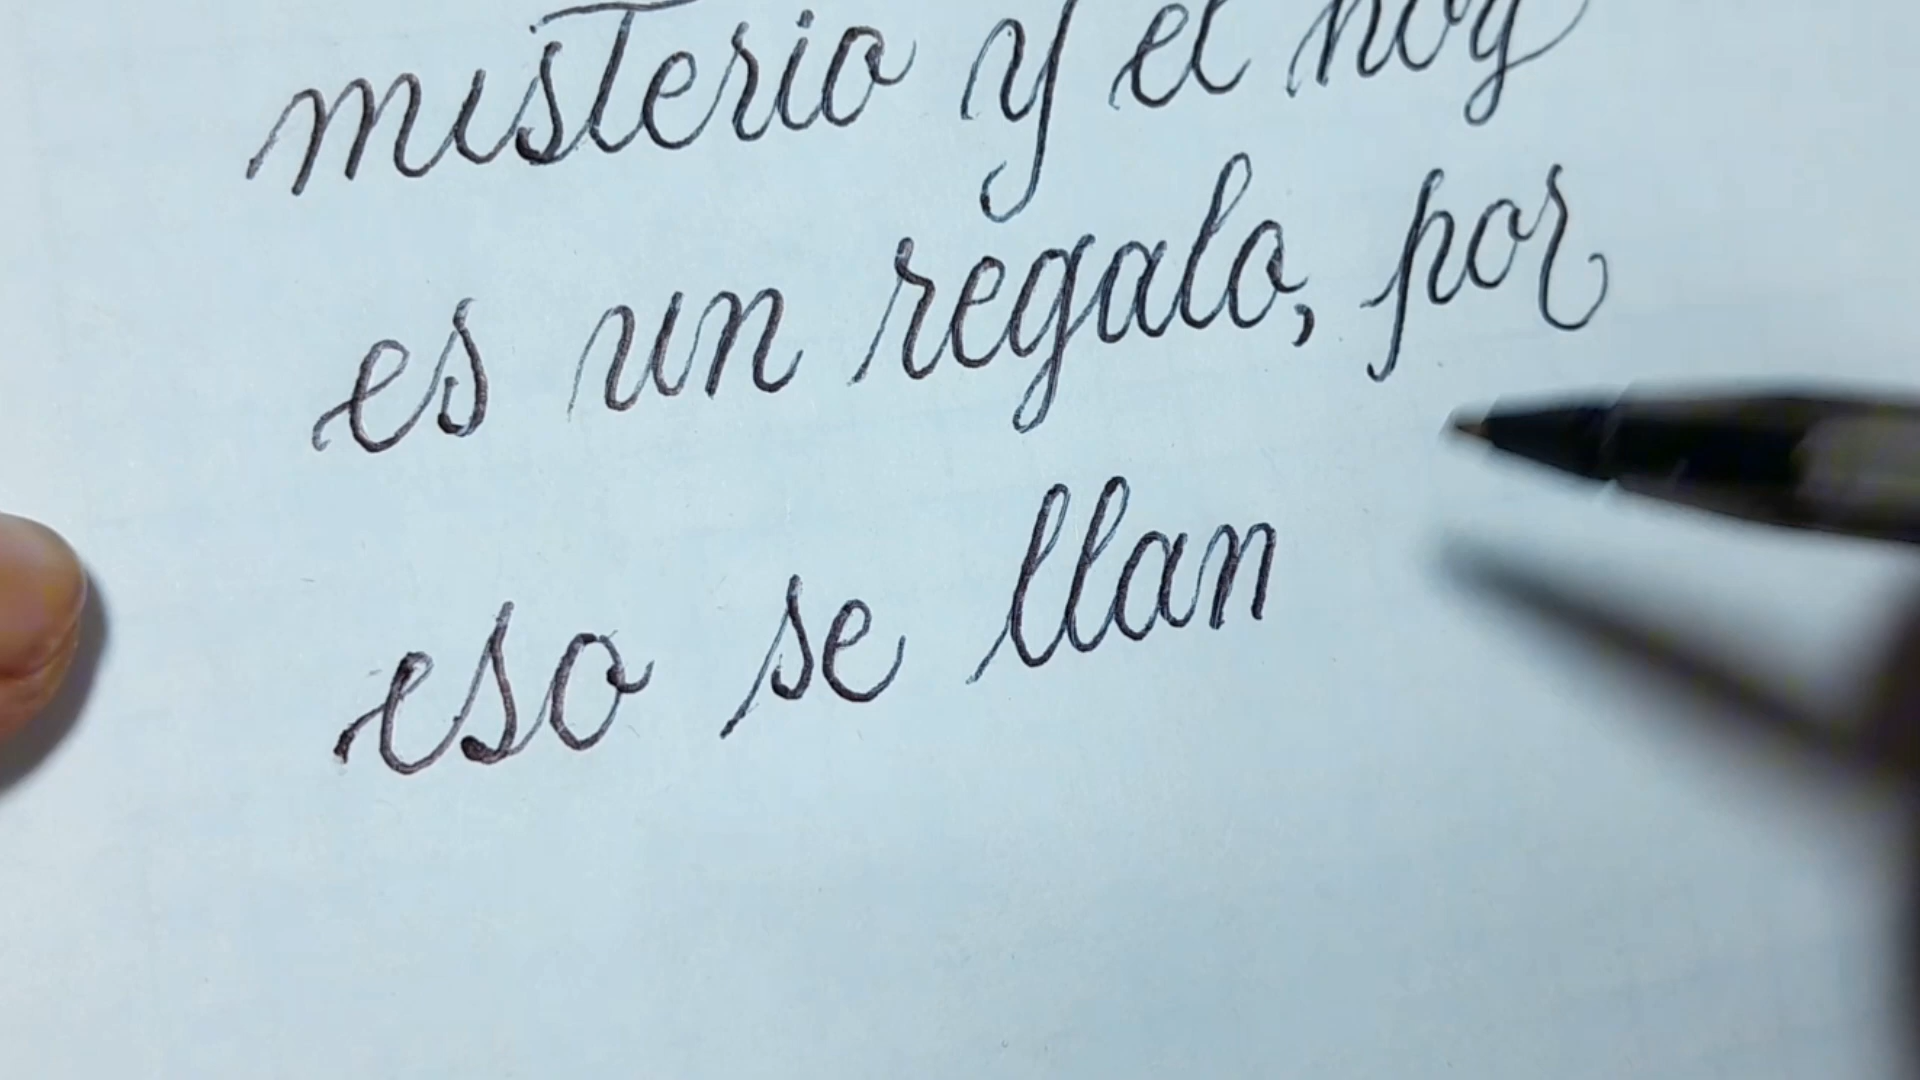 misterio y el hoy
es un regalo, por
eso se llan